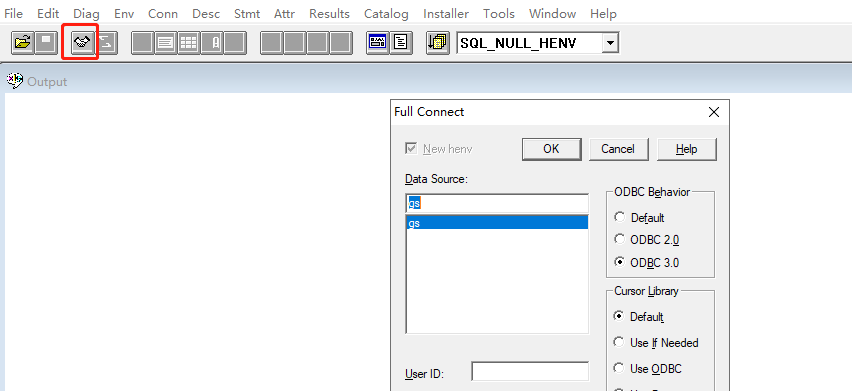 File Edit Diag Env Conn Desc Stmt Attr Results Catalog Installer Tools Window Help
SQL_NULL_HENV
Output
Full Connect
New henv
OK
Cancel
Help
Data Source:
gs
gs
User ID:
ODBC Behavior
Default
ODBC 2.0
ODBC 3.0
Cursor Library
Default
Use If Needed
Use ODBC